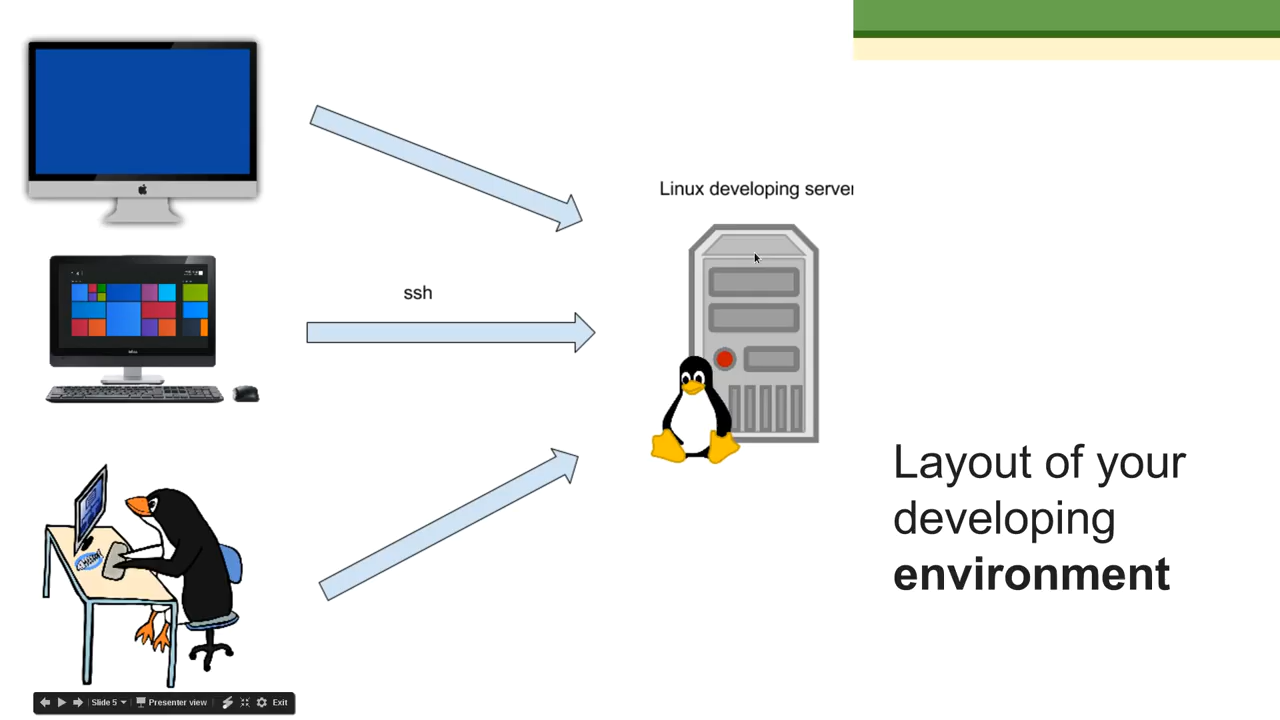 Linux developing server
ssh
Layout of your
developing
environment
Slide 5
Presenter view
Exit